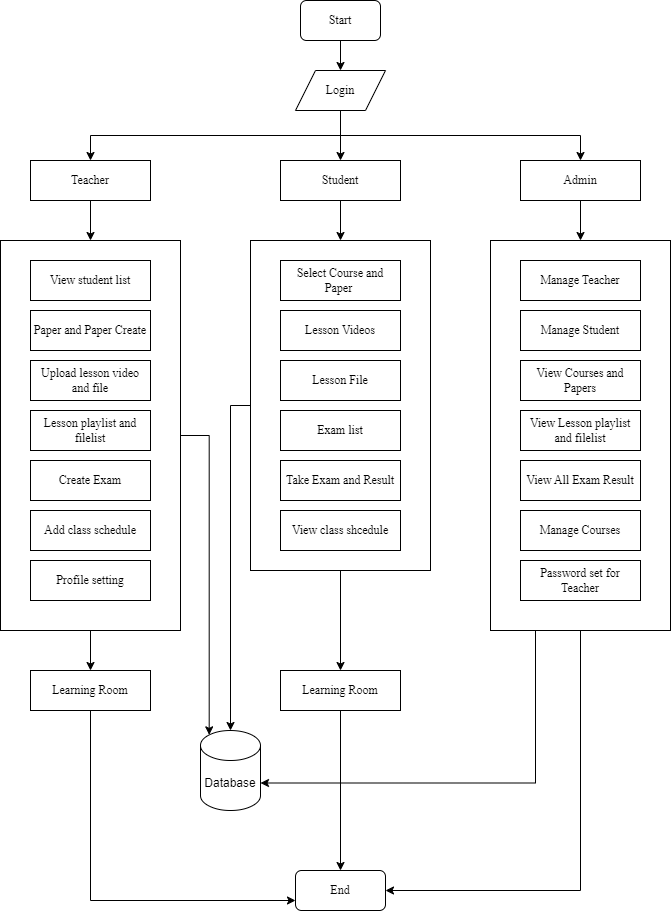 Start
Login
Teacher
Student
Admin
View student list
Paper and Paper Create
Upload lesson video
and file
Lesson playlist and
filelist
Create Exam
Add class schedule
Profile setting
Select Course and
Paper
Lesson Videos
Lesson File
Exam list
Take Exam and Result
View class shcedule
Manage Teacher
Manage Student
View Courses and
Papers
View Lesson playlist
and filelist
View All Exam Result
Manage Courses
Password set for
Teacher
Learning Room
Learning Room
Database
End